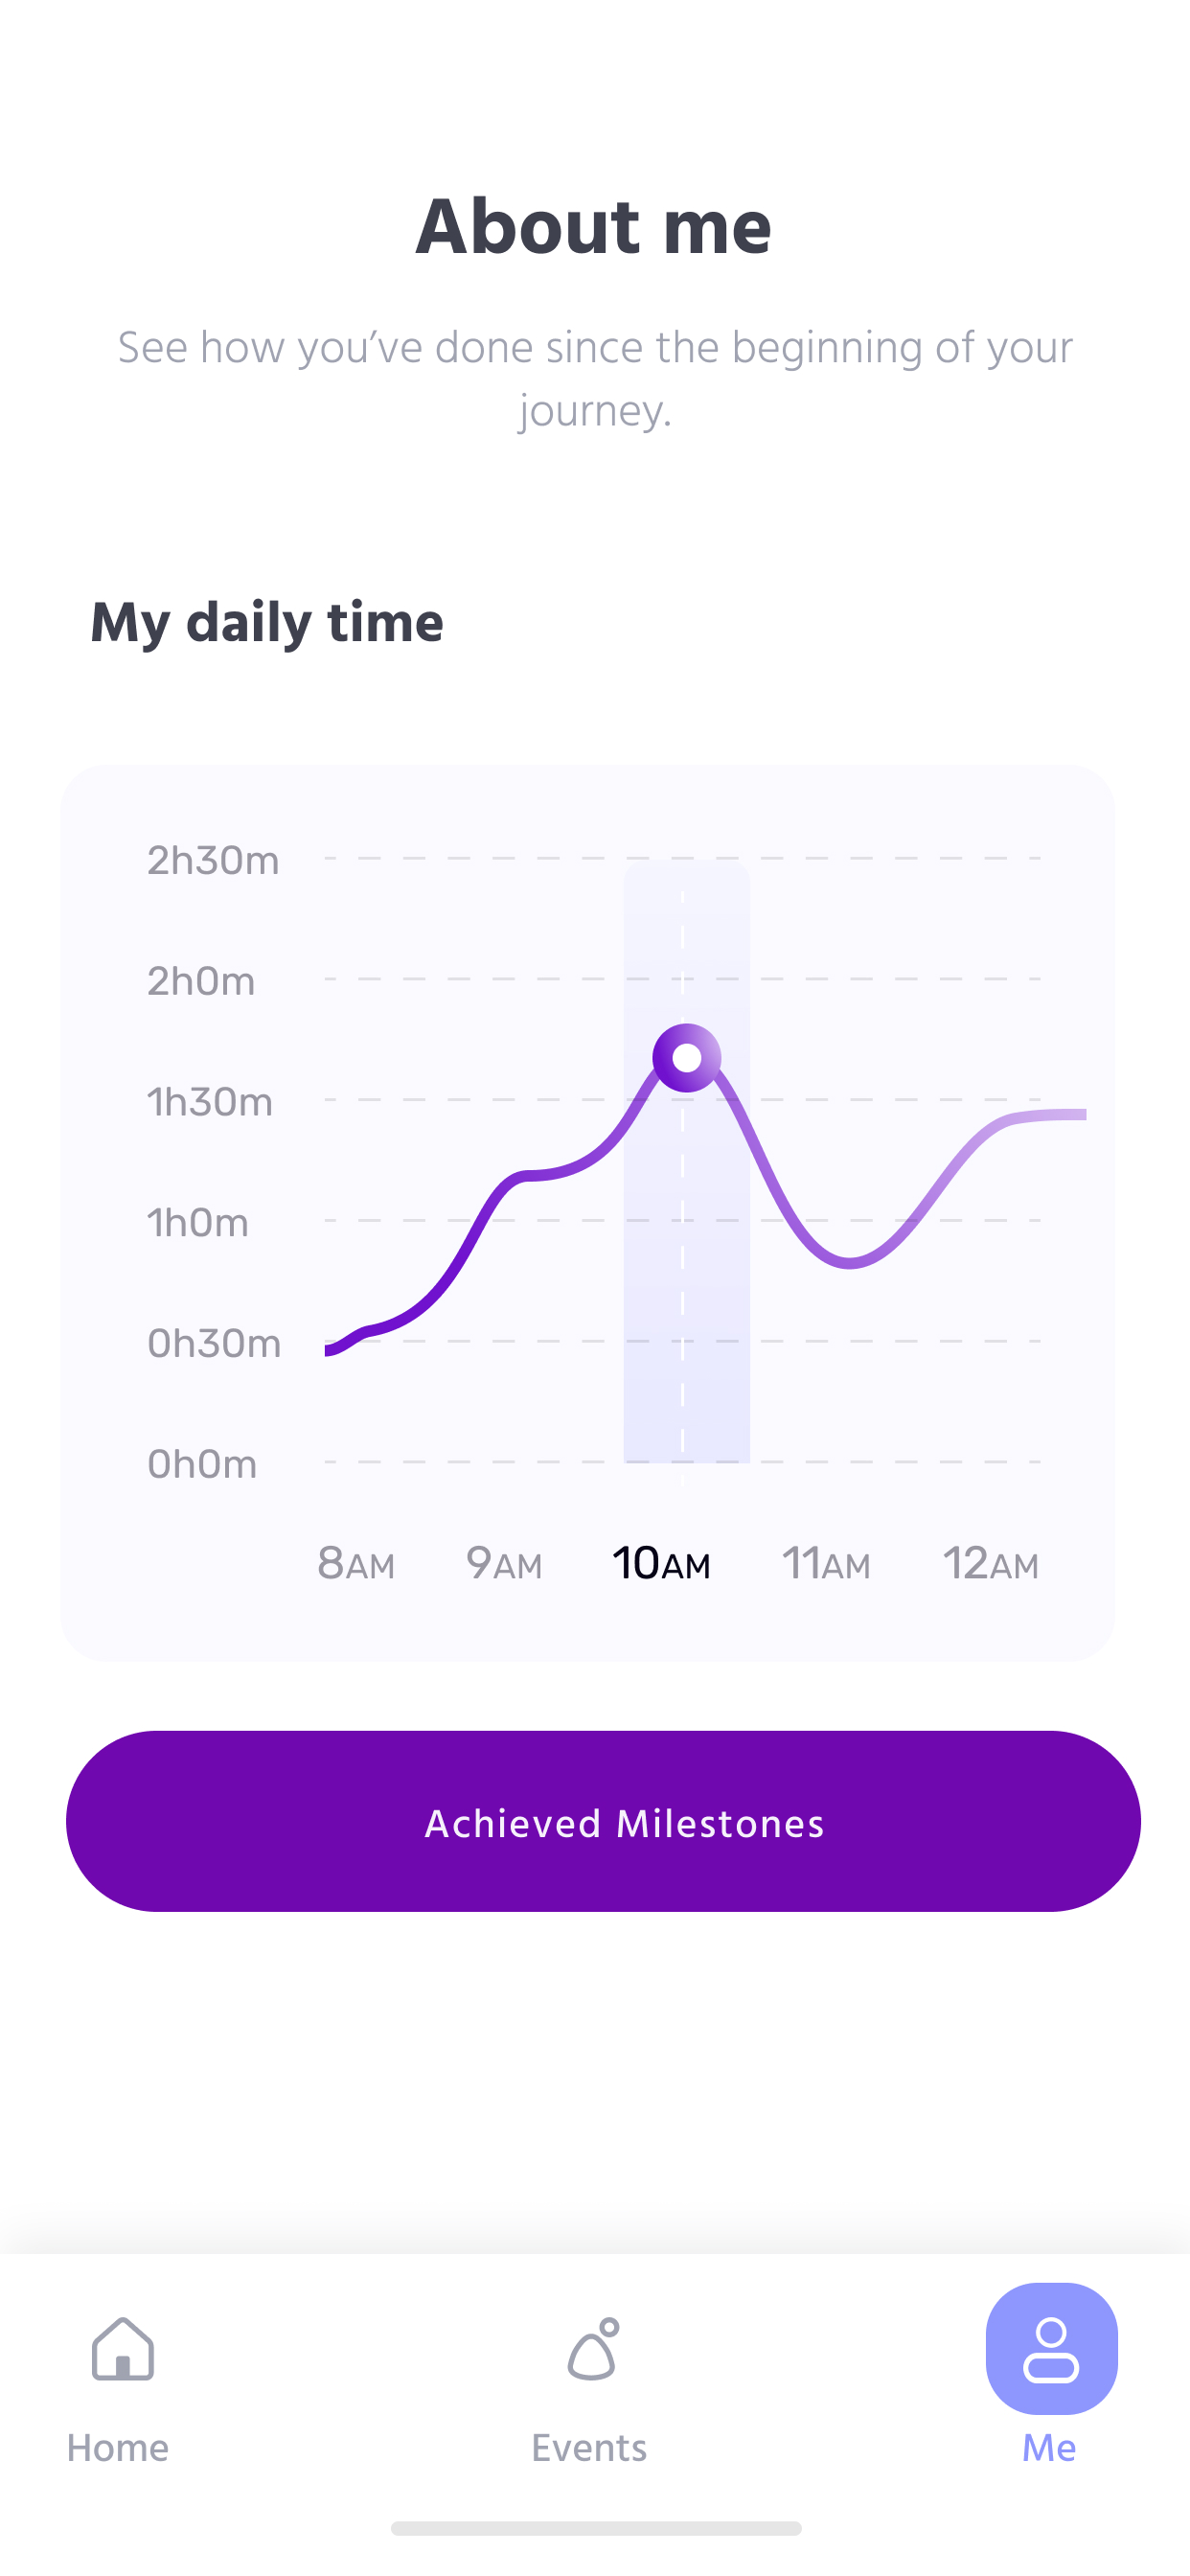 About me
See how you’ve done since the beginning of your
journey.
My daily time
2h30m
2h0m
1h30m
1h0m
0h30m
0h0m
8AM 9AM 10AM 11AM 12AM
Achieved Milestones
Home Events Me